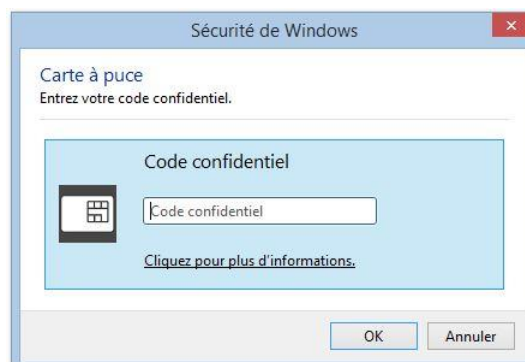 Sécurité de Windows
Carte à puce
Entrez votre code confidentiel.
Code confidentiel
Code confidentiel
Cliquez pour plus d'informations.
OK
Annuler